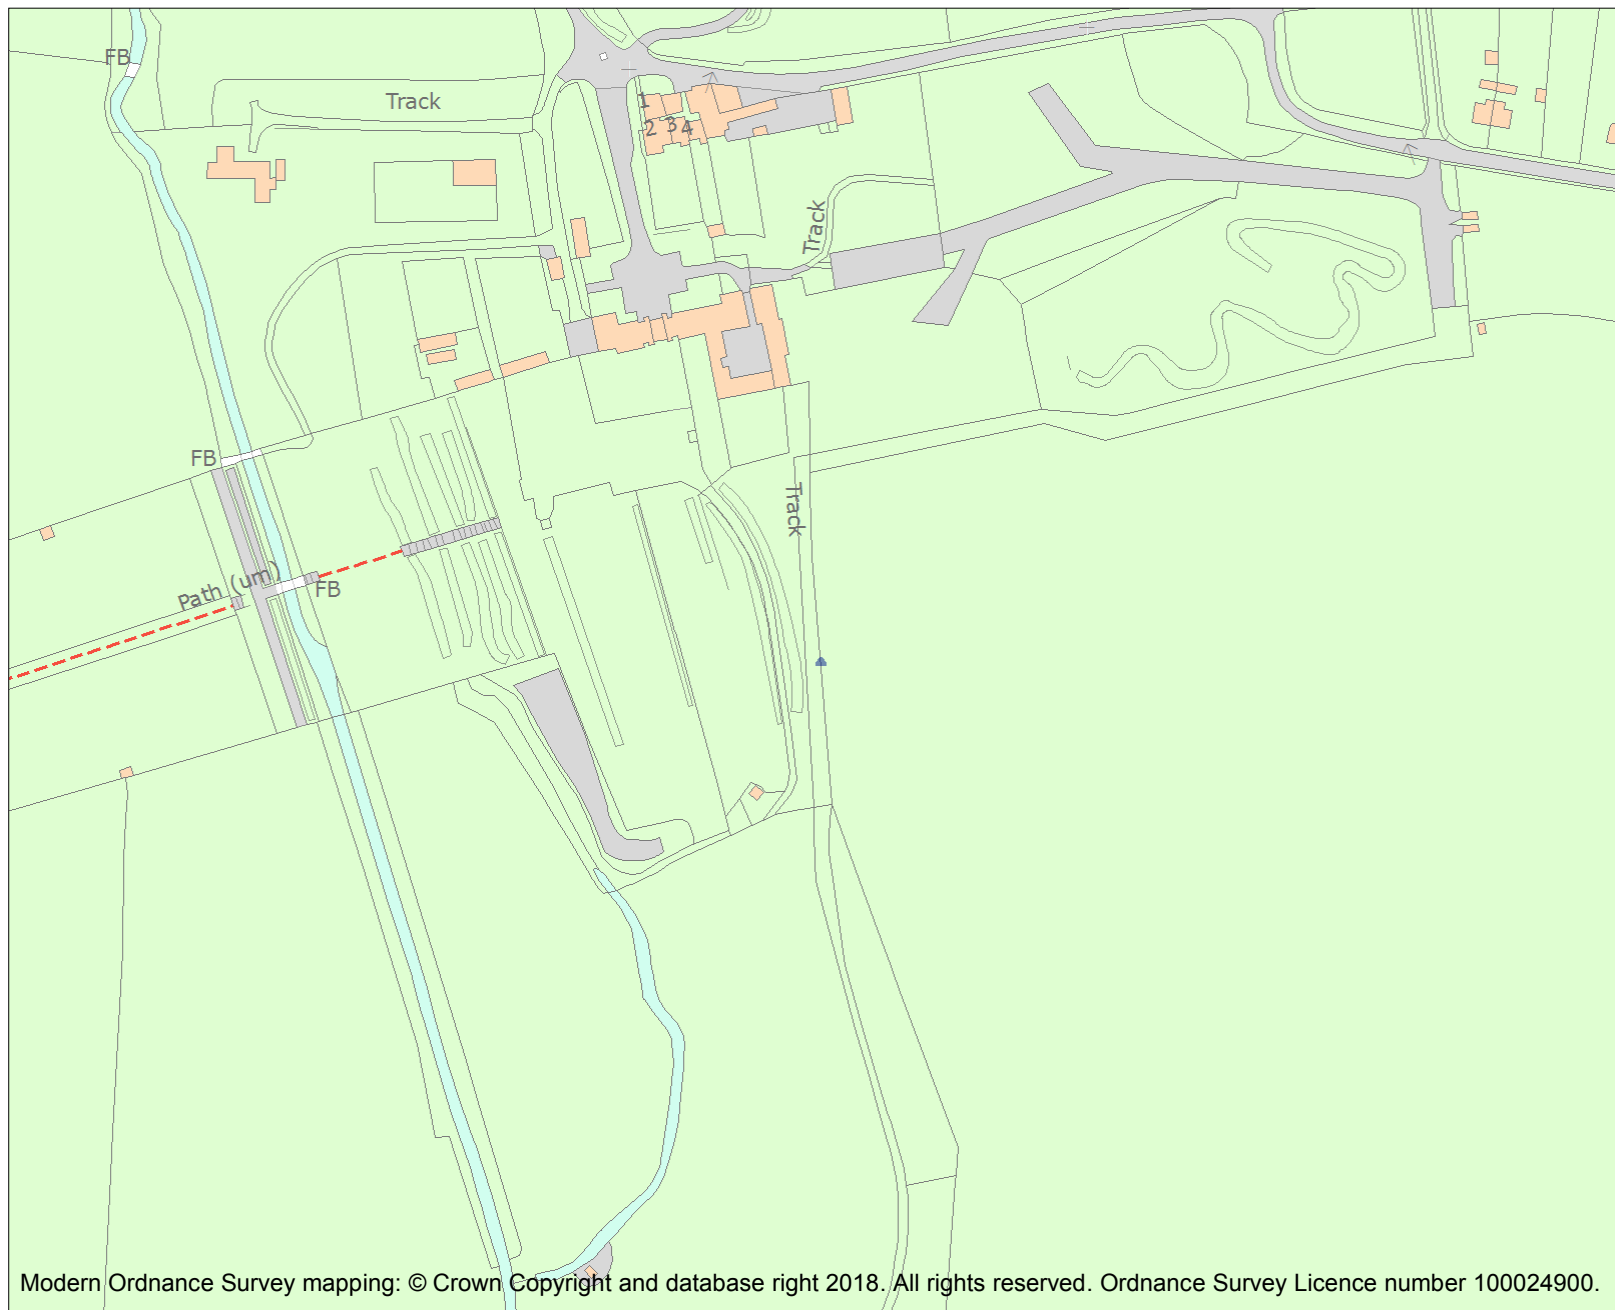 FB
Track
1
2 3 4
Track
FB
Track
Path (um)
FB
Modern Ordnance Survey mapping: © Crown Copyright and database right 2018. All rights reserved. Ordnance Survey Licence number 100024900.